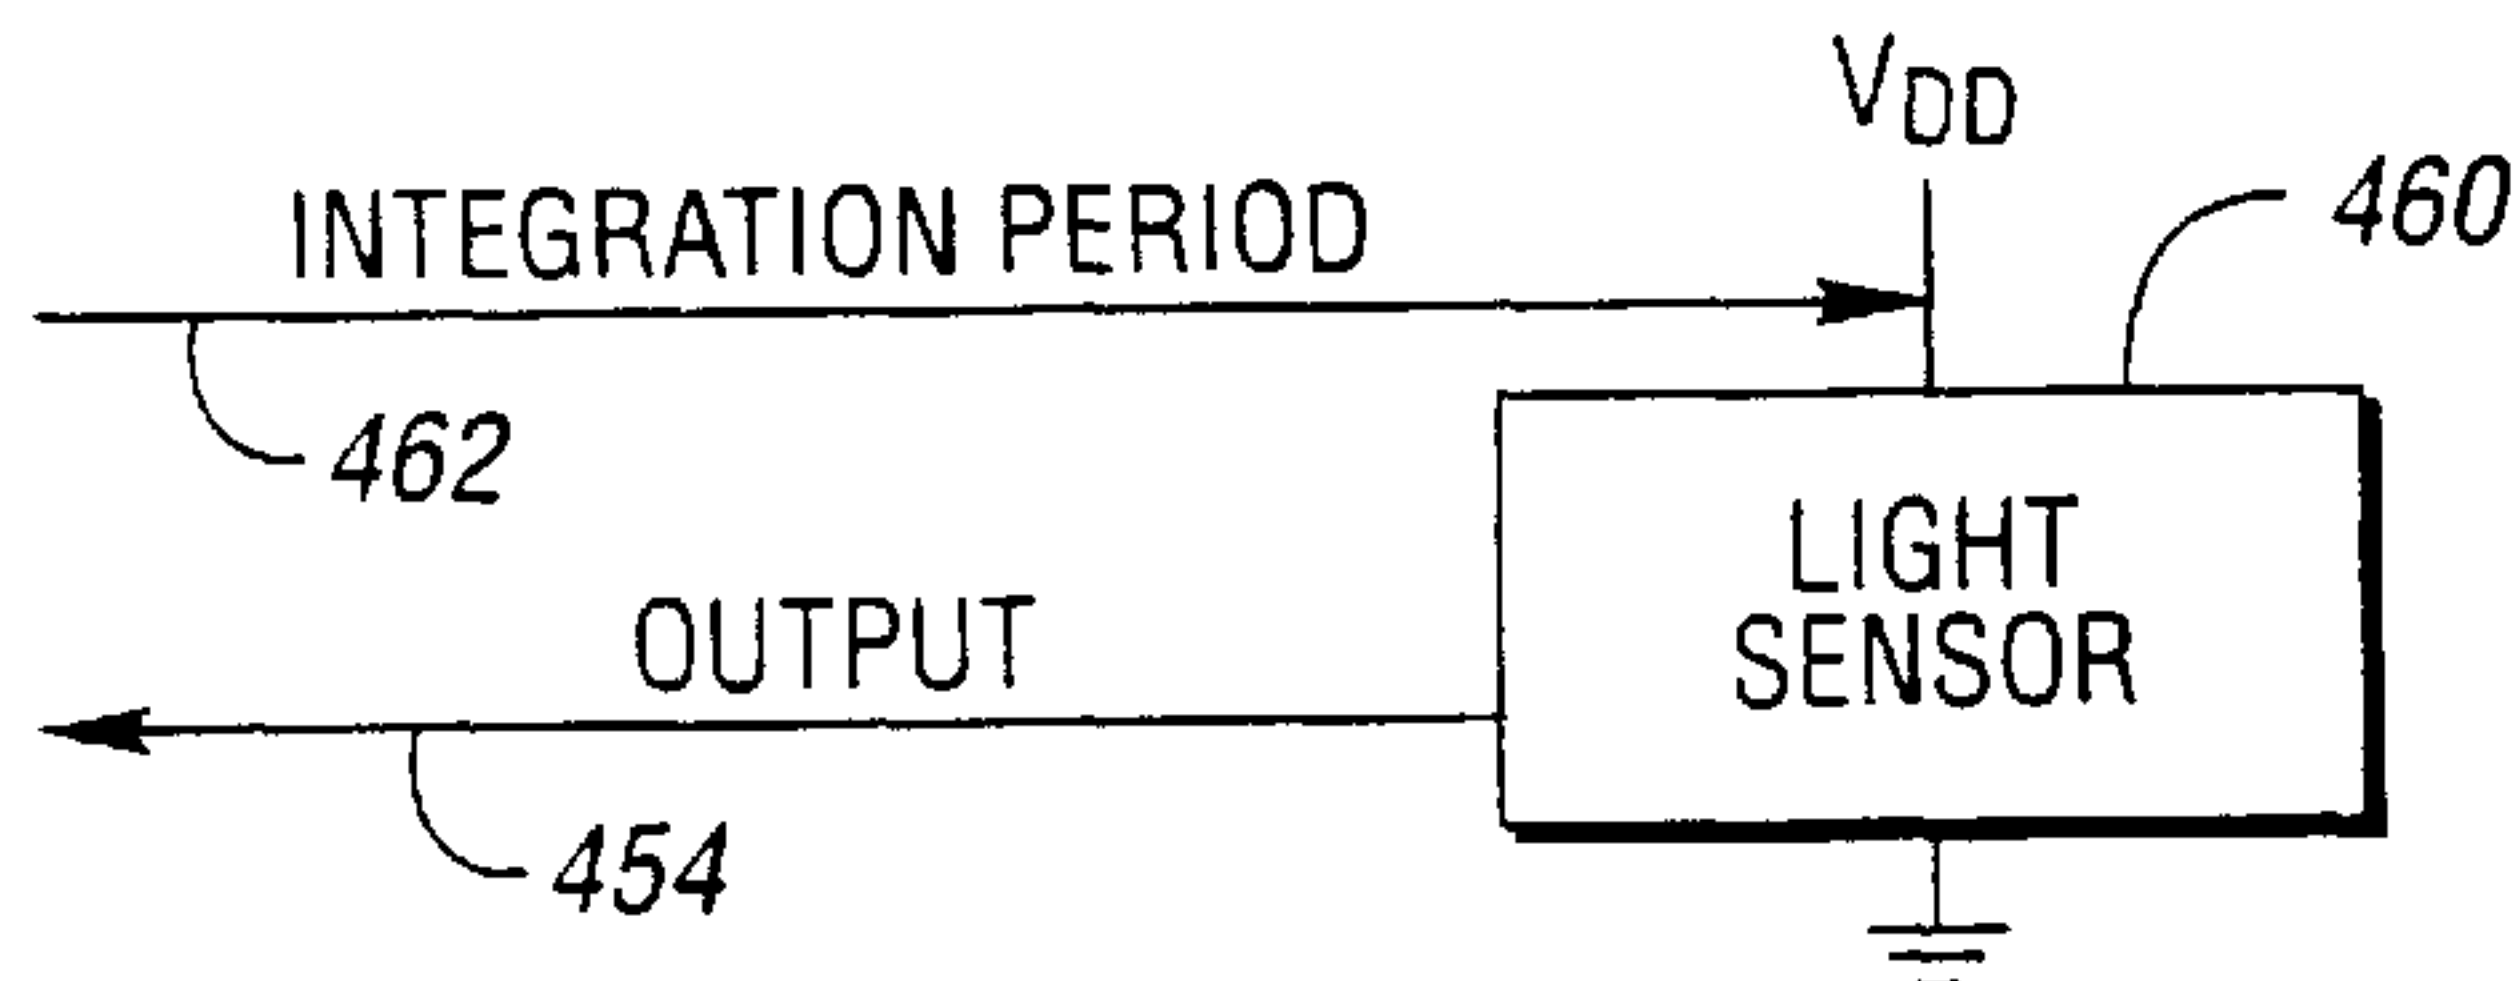 VDD
460
INTEGRATION PERIOD
462
LIGHT
SENSOR
OUTPUT
454